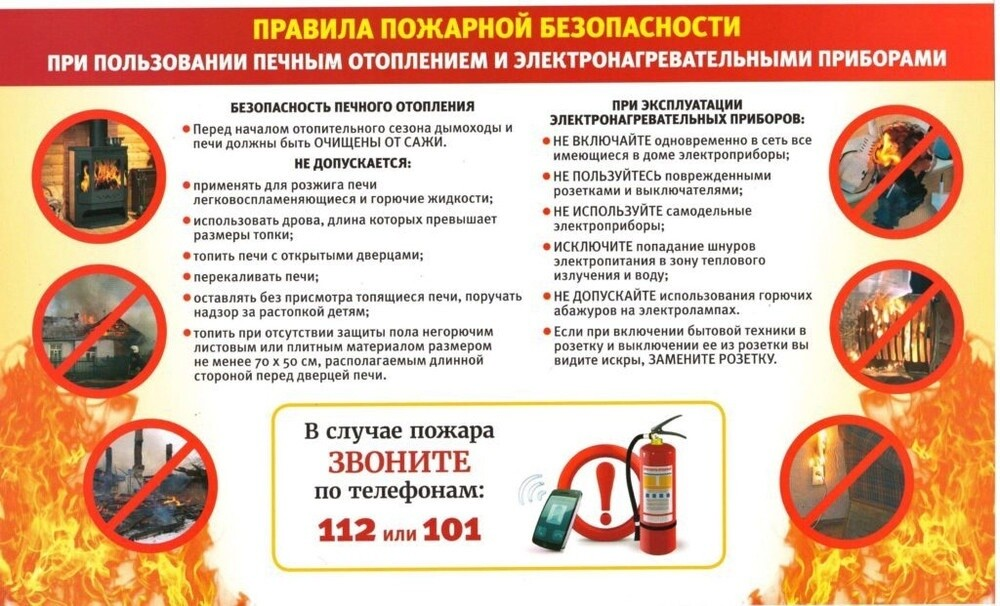 ПРАВИЛА ПОЖАРНОЙ БЕЗОПАСНОСТИ
ПРИ ПОЛЬЗОВАНИИ ПЕЧНЫМ ОТОПЛЕНИЕМ И ЭЛЕКТРОНАГРЕВАТЕЛЬНЫМИ ПРИБОРАМИ
БЕЗОПАСНОСТЬ ПЕЧНОГО ОТОПЛЕНИЯ
• Перед началом отопительного сезона дымоходы и
печи должны быть ОЧИЩЕНЫ ОТ САЖИ.
НЕ ДОПУСКАЕТСЯ:
• применять для розжига печи
легковоспламеняющиеся и горючие жидкости;
• использовать дрова, длина которых превышает
размеры топки;
• топить печи с открытыми дверцами;
• перекаливать печи;
• оставлять без присмотра топящиеся печи, поручать
надзор за растопкой детям;
• топить при отсутствии защиты пола негорючим
листовым или плитным материалом размером
не менее 70 х 50 см, располагаемым длинной
стороной перед дверцей печи.
ПРИ ЭКСПЛУАТАЦИИ
ЭЛЕКТРОНАГРЕВАТЕЛЬНЫХ ПРИБОРОВ:
• НЕ ВКЛЮЧАЙТЕ одновременно в сеть все
имеющиеся в доме электроприборы;
• НЕ ПОЛЬЗУЙТЕСЬ поврежденными
розетками и выключателями;
• НЕ ИСПОЛЬЗУЙТЕ самодельные
электроприборы;
• ИСКЛЮЧИТЕ попадание шнуров
электропитания в зону теплового
излучения и воду;
• НЕ ДОПУСКАЙТЕ использования горючих
абажуров на электролампах.
• Если при включении бытовой техники в
розетку и выключении ее из розетки вы
видите искры, ЗАМЕНИТЕ РОЗЕТКУ.
В случае пожара
ЗВОНИТЕ
по телефонам:
112 или 101